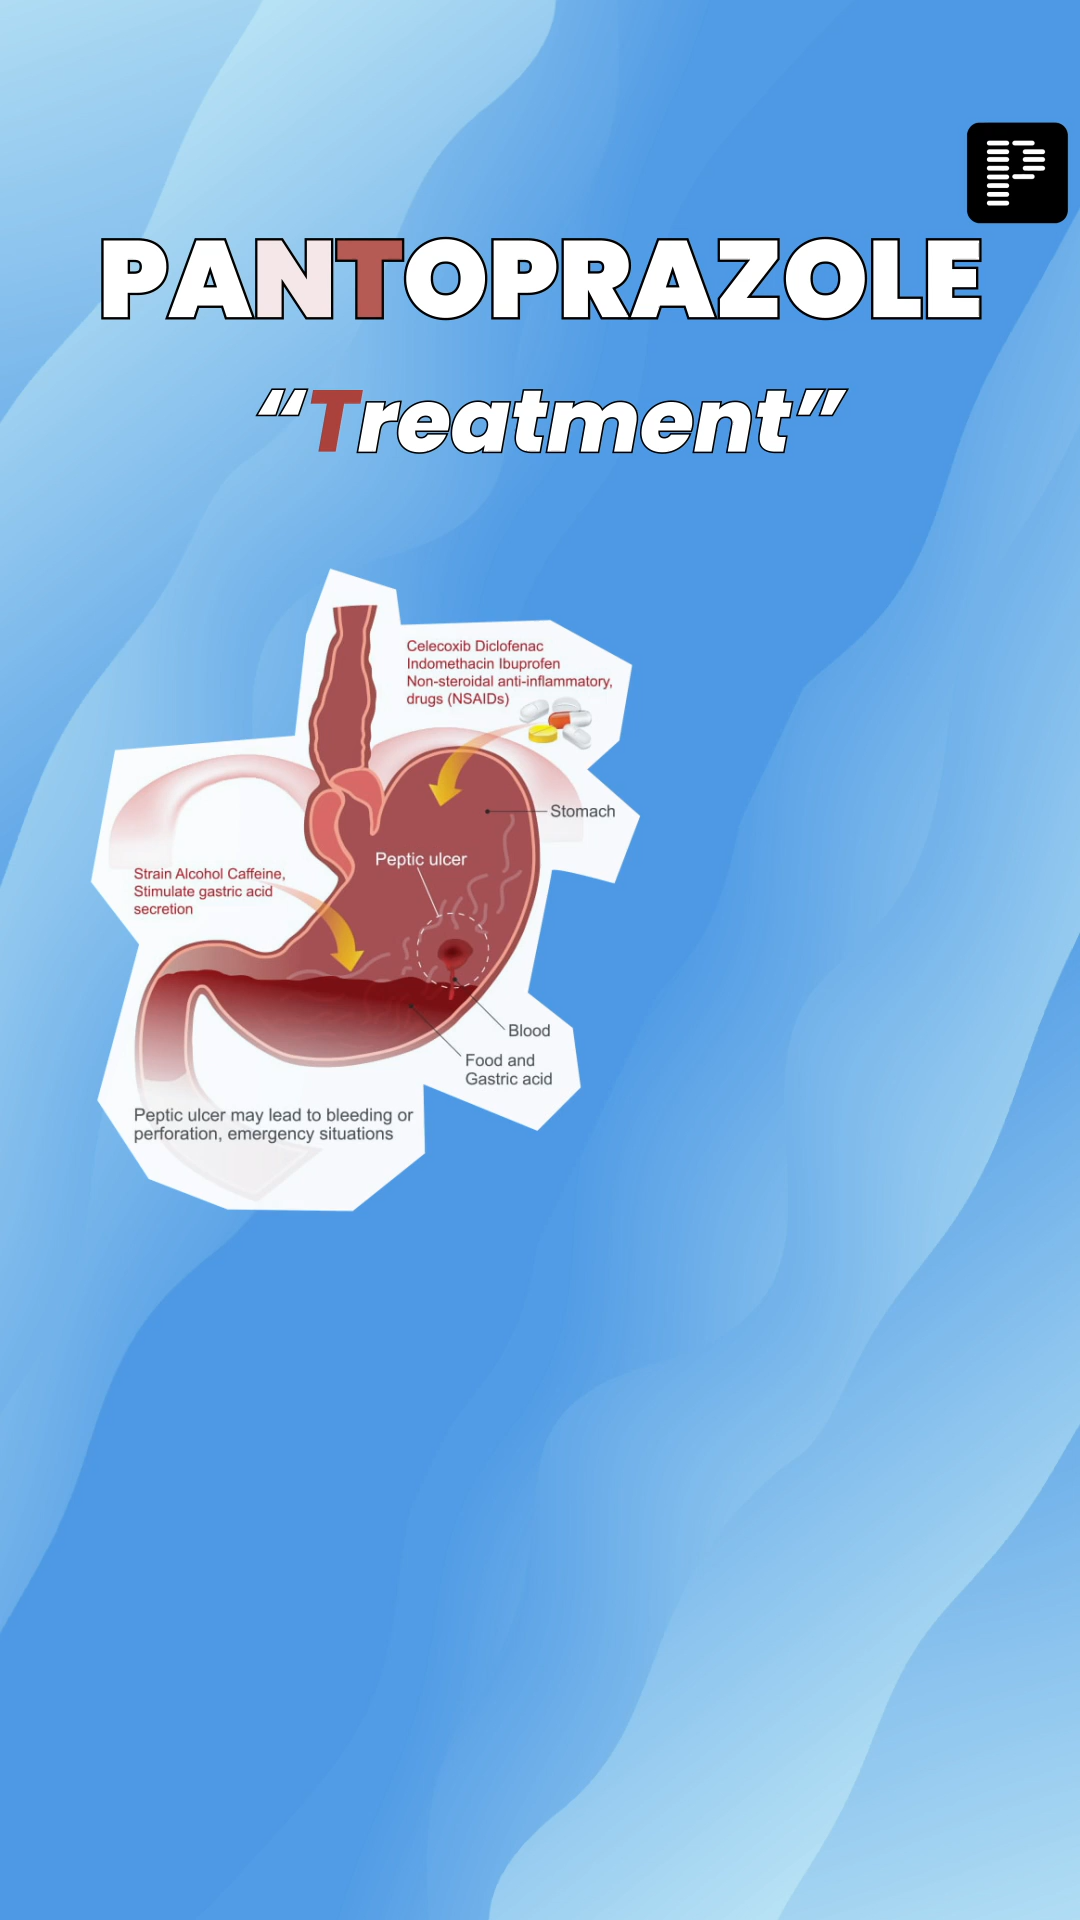 PANTOPRAZOLE
“Treatment”
Celecoxib Diclofenac
Indomethacin Ibuprofen
Non-steroidal anti-inflammatory,
drugs (NSAIDs)
Stomach
Peptic ulcer
Strain Alcohol Caffeine,
Stimulate gastric acid
secretion
Blood
Food and
Gastric acid
Peptic ulcer may lead to bleeding or
perforation, emergency situations